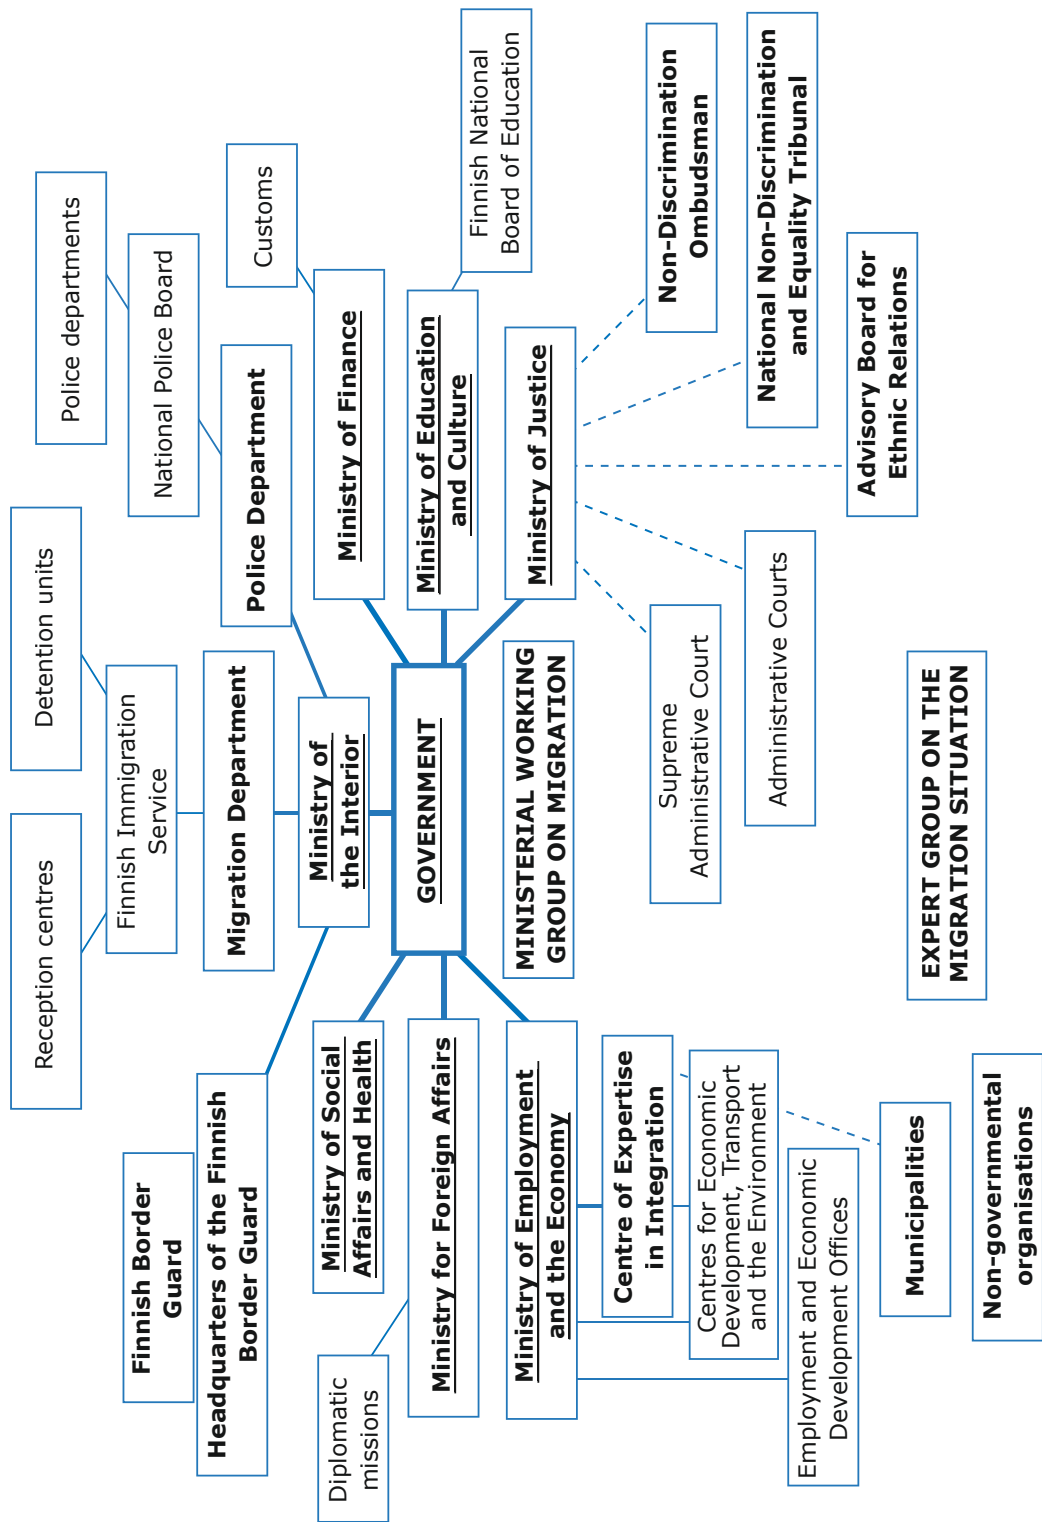 Reception centres
Detention units
Police departments
Finnish Border
Guard
Finnish Immigration
Service
National Police Board
Headquarters of the Finnish
Border Guard
Migration Department
Police Department
Customs
Diplomatic
missions
Ministry of Social
Affairs and Health
Ministry of
the Interior
Ministry of Finance
Ministry for Foreign Affairs
GOVERNMENT
Ministry of Education
and Culture
Finnish National
Board of Education
Ministry of Employment
and the Economy
MINISTERIAL WORKING
GROUP ON MIGRATION
Ministry of Justice
Centre of Expertise
in Integration
Supreme
Administrative Court
Non-Discrimination
Ombudsman
Centres for Economic
Development, Transport
and the Environment
Administrative Courts
National Non-Discrimination
and Equality Tribunal
Employment and Economic
Development Offices
Advisory Board for
Ethnic Relations
Municipalities
EXPERT GROUP ON THE
MIGRATION SITUATION
Non-governmental
organisations